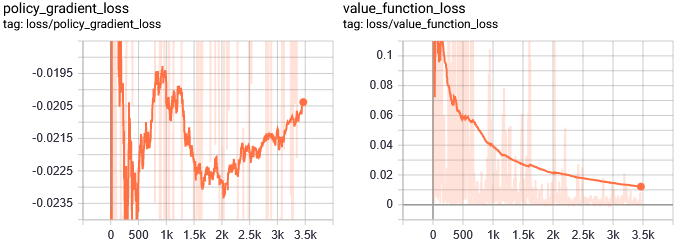 policy_gradient_loss
tag: loss/policy_gradient_loss
-0.0195
-0.0205
-0.0215
-0.0225
-0.0235
0 500 1k 1.5k 2k 2.5k 3k 3.5k
value_function_loss
tag: loss/value_function_loss
0.1
0.08
0.06
0.04
0.02
0
0 500 1k 1.5k 2k 2.5k 3k 3.5k